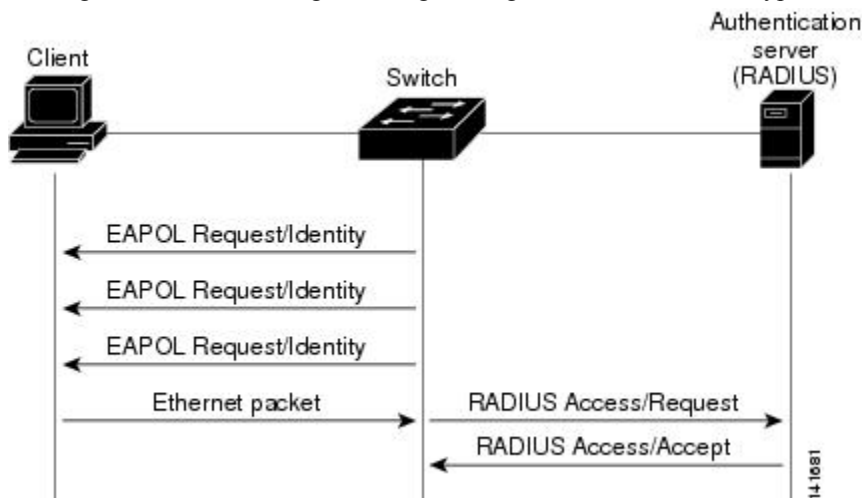 Authentication
server
(RADIUS)
Client
Switch
EAPOL Request/Identity
EAPOL Request/Identity
EAPOL Request/Identity
Ethernet packet
RADIUS Access/Request
RADIUS Access/Accept
141681